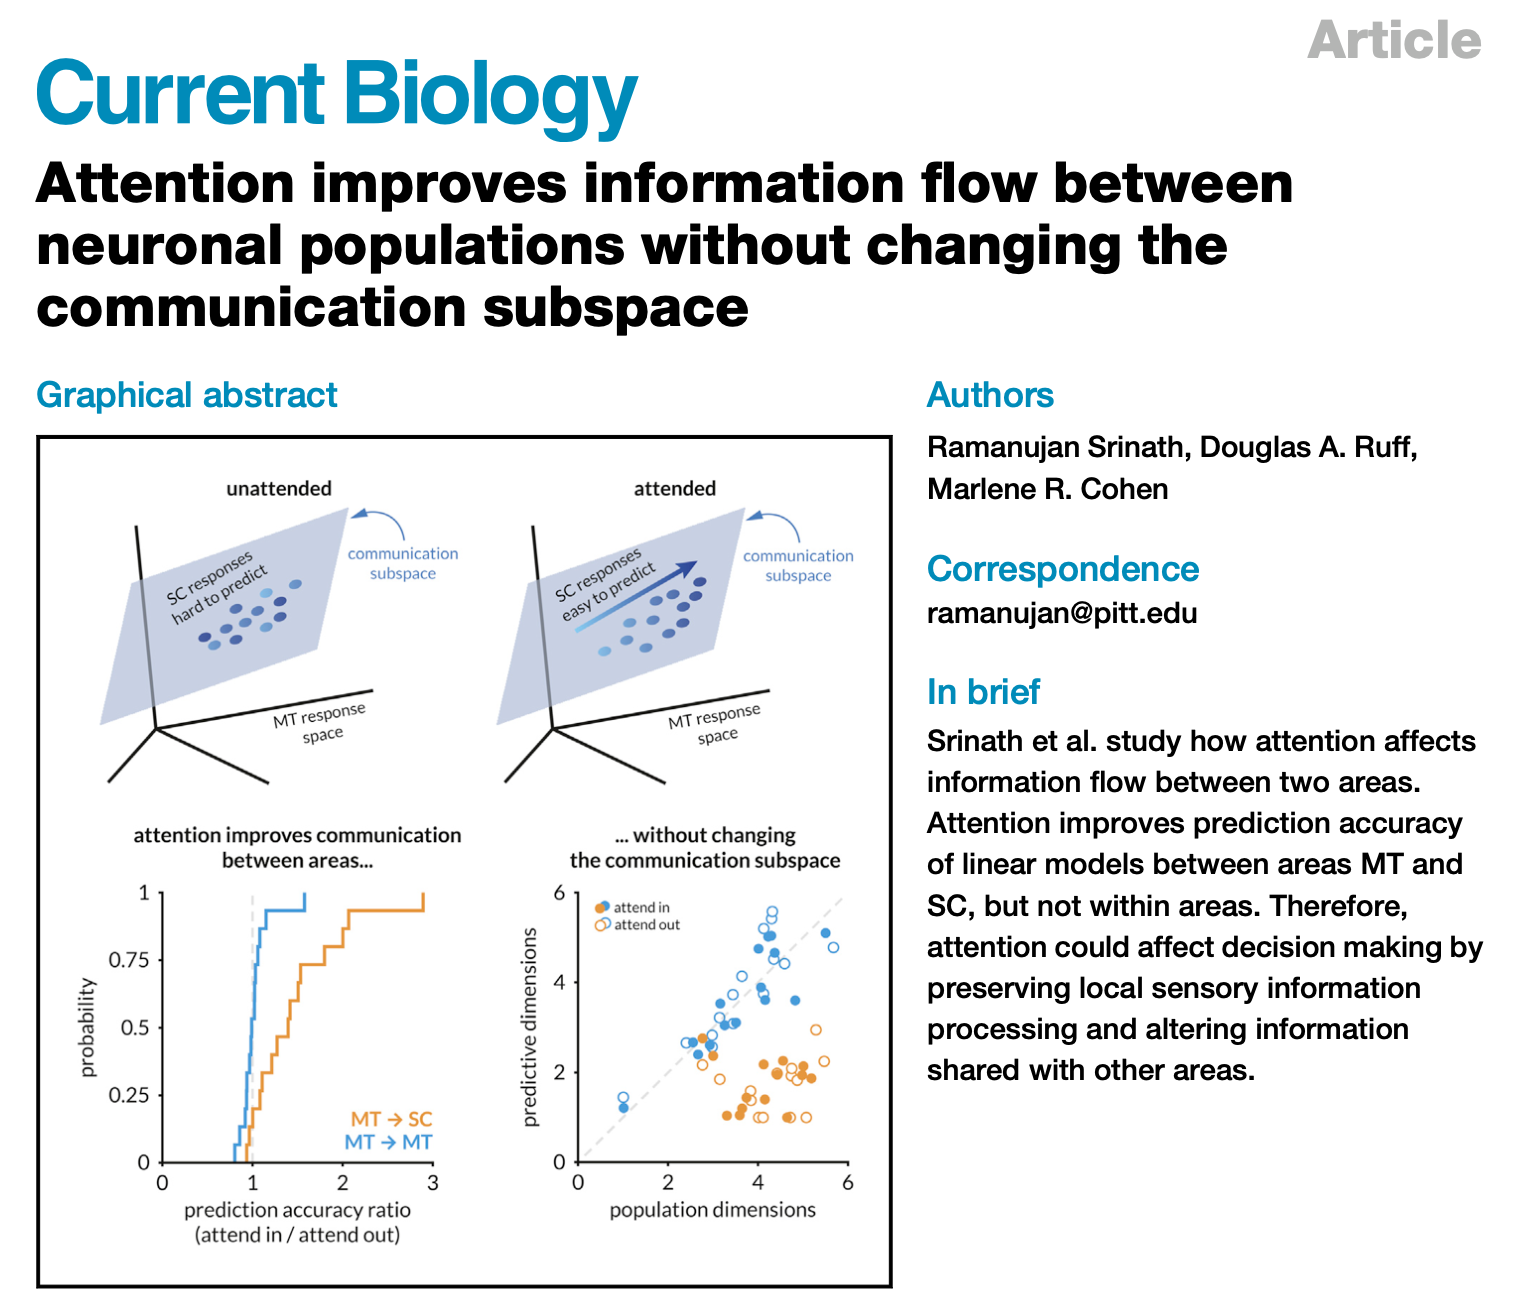 Article
Current Biology
Attention improves information flow between
neuronal populations without changing the
communication subspace
Graphical abstract
unattended
communication
subspace
SC responses
hard to predict
MT response
space
attended
communication
subspace
SC responses
easy to predict
MT response
space
attention improves communication
between areas...
1
0.75
0.5
0.25
0
probability
MT → SC
MT → MT
0 1 2 3
prediction accuracy ratio
(attend in / attend out)
... without changing
the communication subspace
6
4
2
0
predictive dimensions
attend in
attend out
0 2 4 6
population dimensions
Authors
Ramanujan Srinath, Douglas A. Ruff,
Marlene R. Cohen
Correspondence
ramanujan@pitt.edu
In brief
Srinath et al. study how attention affects
information flow between two areas.
Attention improves prediction accuracy
of linear models between areas MT and
SC, but not within areas. Therefore,
attention could affect decision making by
preserving local sensory information
processing and altering information
shared with other areas.